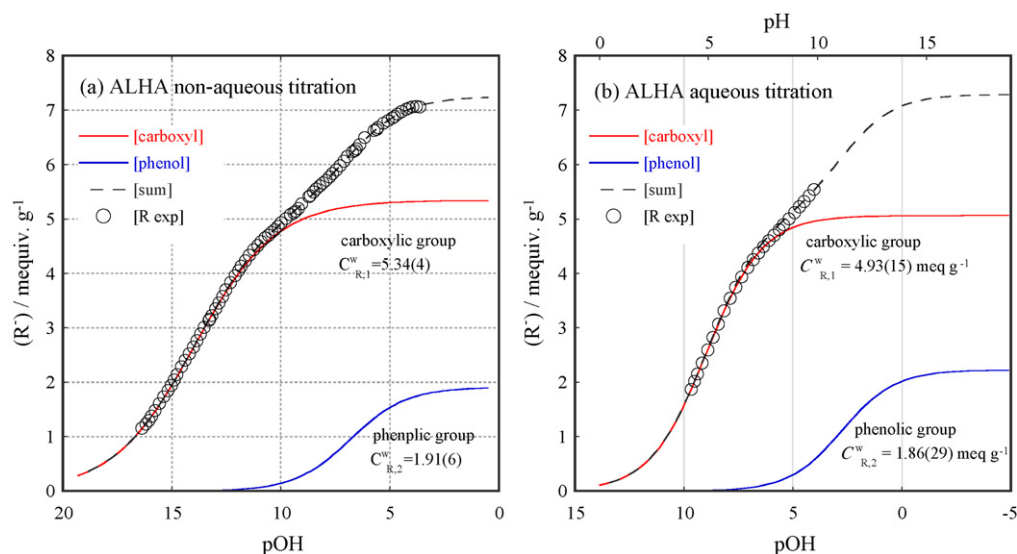 (a) ALHA non-aqueous titration
[carboxyl]
[phenol]
[sum]
[R exp]
carboxylic group
C^w_R,1=5.34(4)
phenplic group
C^w_R,2=1.91(6)
(R^-) / mequiv. g^-1
8
7
6
5
4
3
2
1
0
20 15 10 5 0
pOH
pH
0 5 10 15
(b) ALHA aqueous titration
[carboxyl]
[phenol]
[sum]
[R exp]
carboxylic group
C^w_R,1 = 4.93(15) meq g^-1
phenolic group
C^w_R,2 = 1.86(29) meq g^-1
(R^-) / mequiv. g^-1
8
7
6
5
4
3
2
1
0
15 10 5 0 -5
pOH